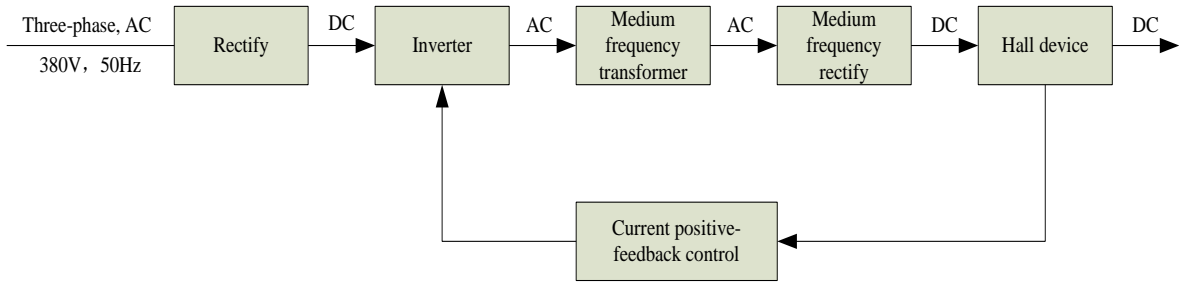 Three-phase, AC
380V，50Hz
Rectify
DC
Inverter
AC
Medium
frequency
transformer
AC
Medium
frequency
rectify
DC
Hall device
DC
Current positive-
feedback control